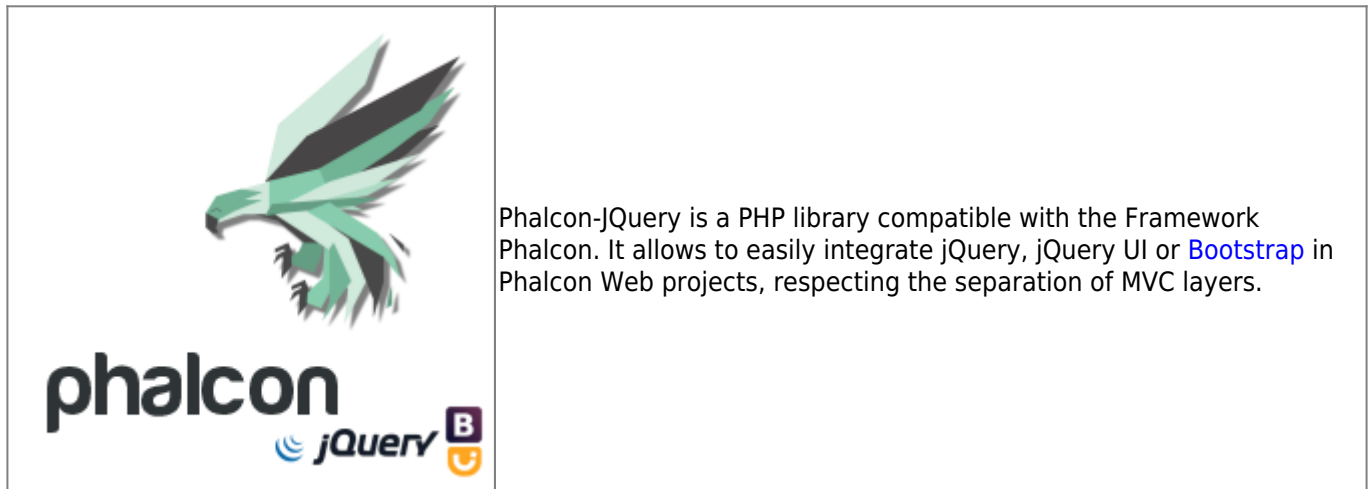 phalcon
jQuery
B
UI
Phalcon-JQuery is a PHP library compatible with the Framework
Phalcon. It allows to easily integrate jQuery, jQuery UI or Bootstrap in
Phalcon Web projects, respecting the separation of MVC layers.